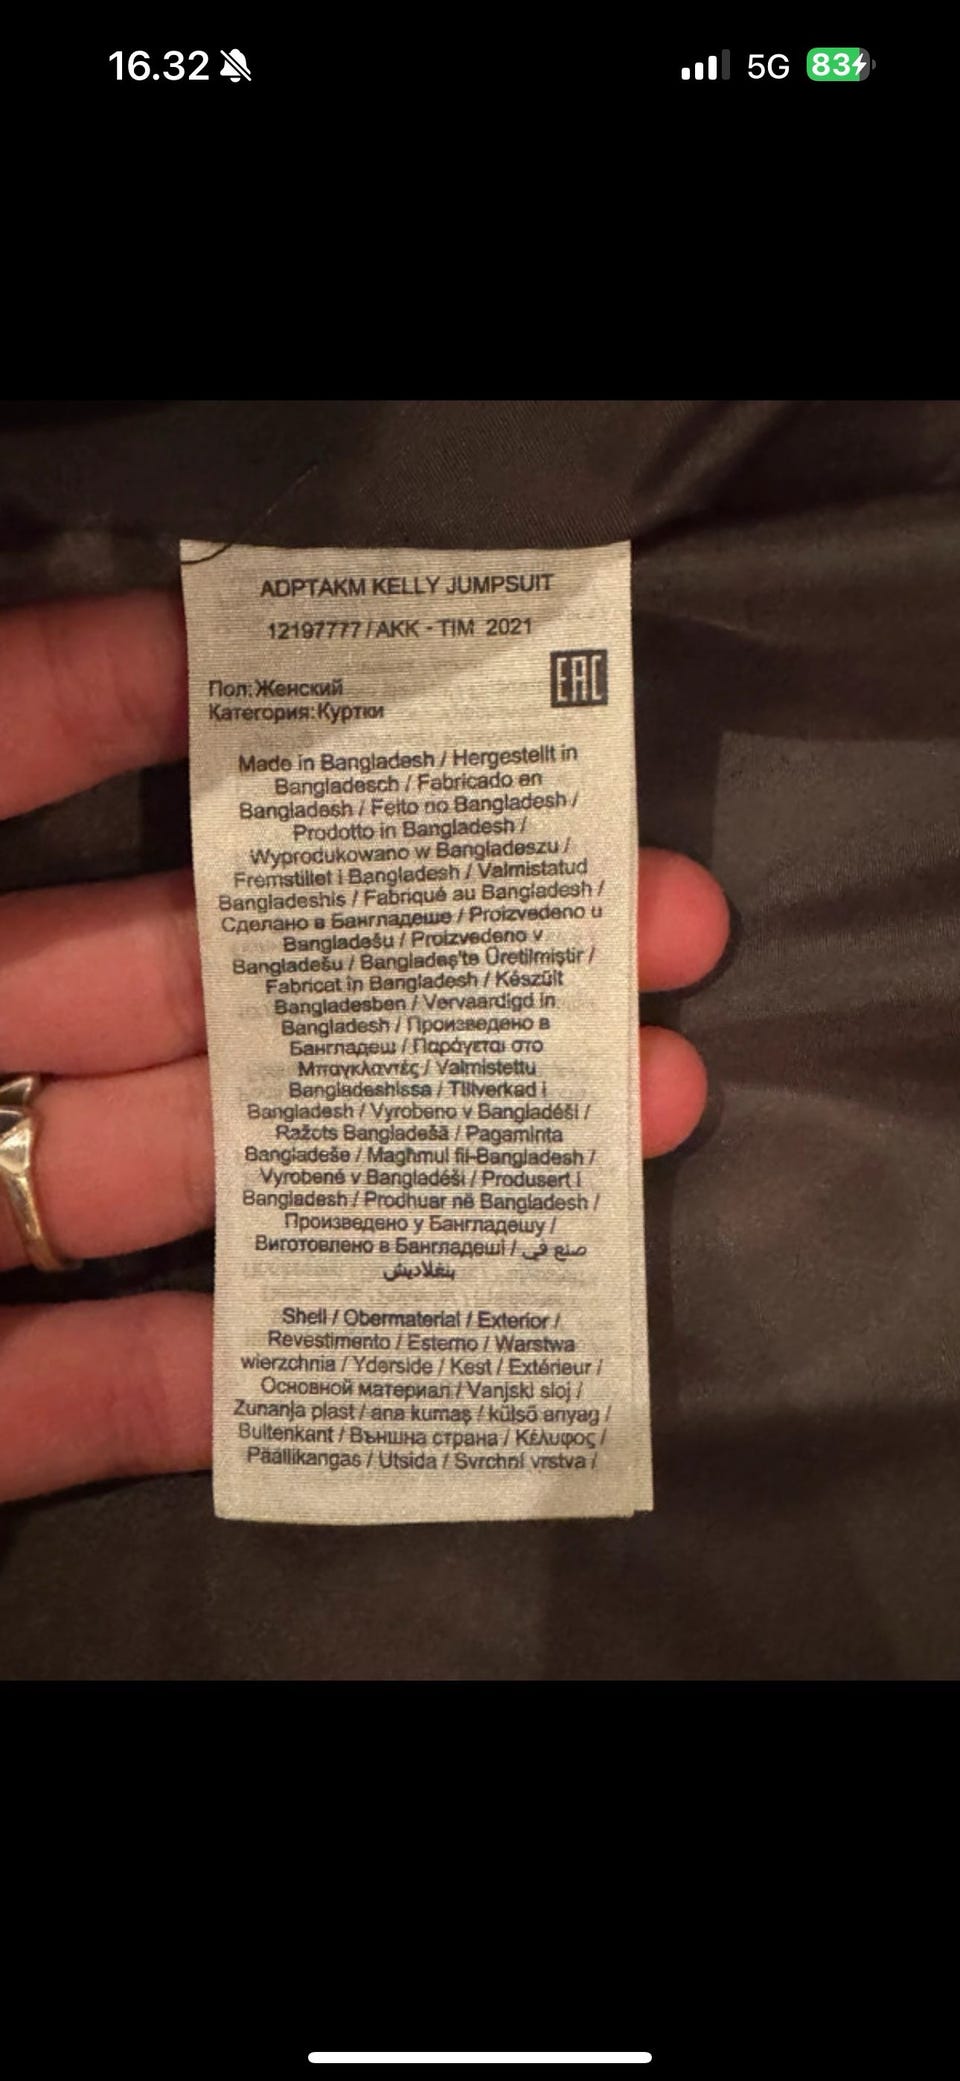 16.32
5G
83
ADPTAKM KELLY JUMPSUIT
12197777 / AKK - TIM 2021
EAC
Пол:Женский
Категория:Куртки
Made in Bangladesh / Hergestellt in
Bangladesch / Fabricado en
Bangladesh / Feito no Bangladesh /
Prodotto in Bangladesh /
Wyprodukowano w Bangladeszu /
Fremstillet i Bangladesh / Valmistatud
Bangladeshis / Fabriqué au Bangladesh /
Сделано в Бангладеше / Proizvedeno u
Bangladešu / Proizvedeno v
Bangladešu / Bangladeş'te Üretilmiştir /
Fabricat în Bangladesh / Készült
Bangladesben / Vervaardigd in
Bangladesh / Произведено в
Бангладеш / Παράγεται στο
Μπαγκλαντές / Valmistettu
Bangladeshissa / Tillverkad i
Bangladesh / Vyrobeno v Bangladéši /
Ražots Bangladešā / Pagaminta
Bangladeše / Magħmul fil-Bangladesh /
Vyrobené v Bangladéši / Produsert i
Bangladesh / Prodhuar në Bangladesh /
Произведено у Бангладешу /
Виготовлено в Бангладеші / صنع في
بنغلاديش
Shell / Obermaterial / Exterior /
Revestimento / Esterno / Warstwa
wierzchnia / Yderside / Kest / Extérieur /
Основной материал / Vanjski sloj /
Zunanja plast / ana kumaş / külső anyag /
Buitenkant / Външна страна / Κέλυφος /
Päällikangas / Utsida / Svrchní vrstva /